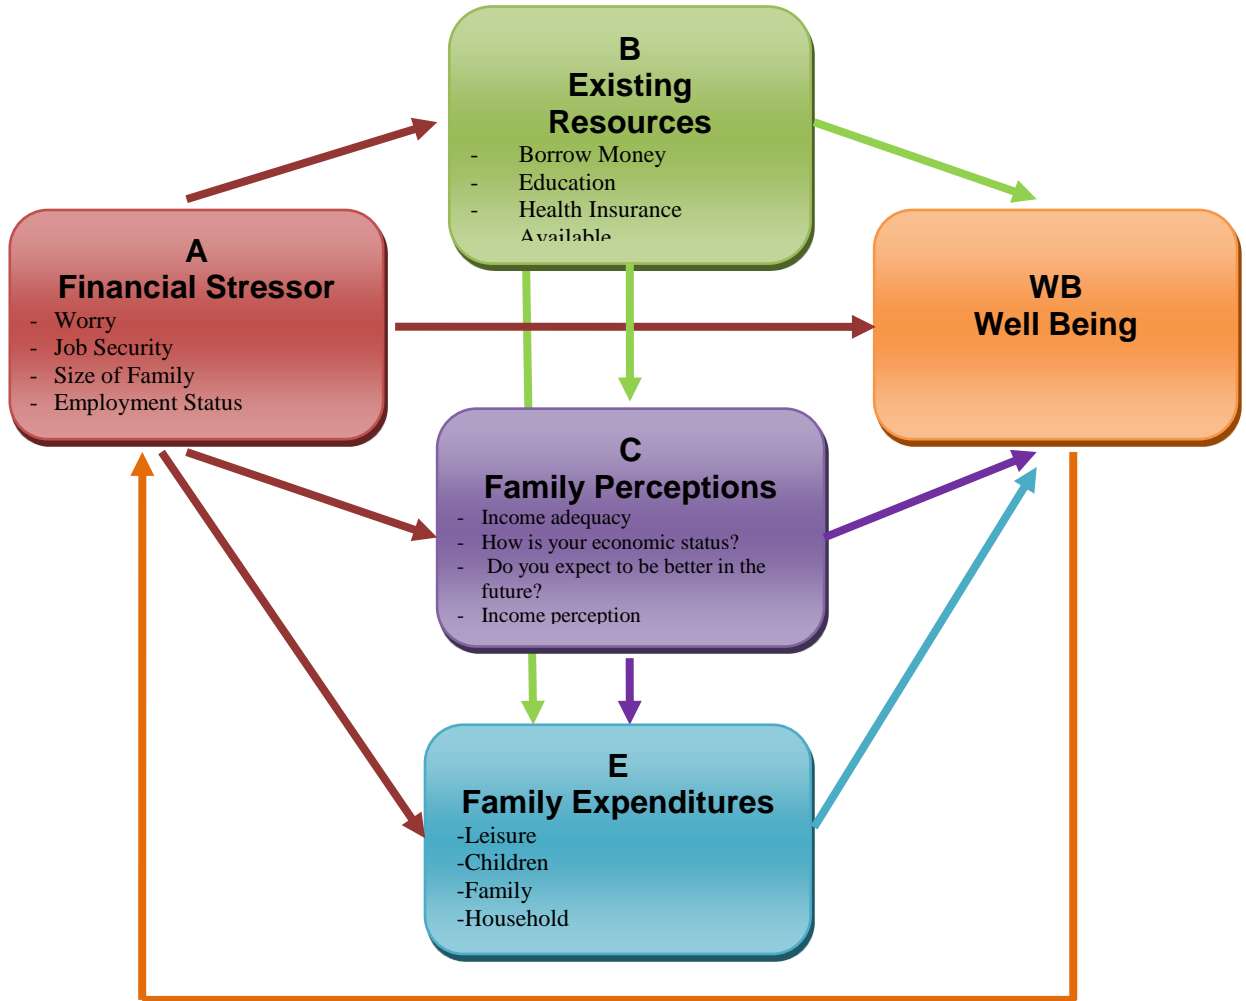 B
Existing
Resources
- Borrow Money
- Education
- Health Insurance
Available
A
Financial Stressor
- Worry
- Job Security
- Size of Family
- Employment Status
WB
Well Being
C
Family Perceptions
- Income adequacy
- How is your economic status?
- Do you expect to be better in the
future?
- Income perception
E
Family Expenditures
-Leisure
-Children
-Family
-Household